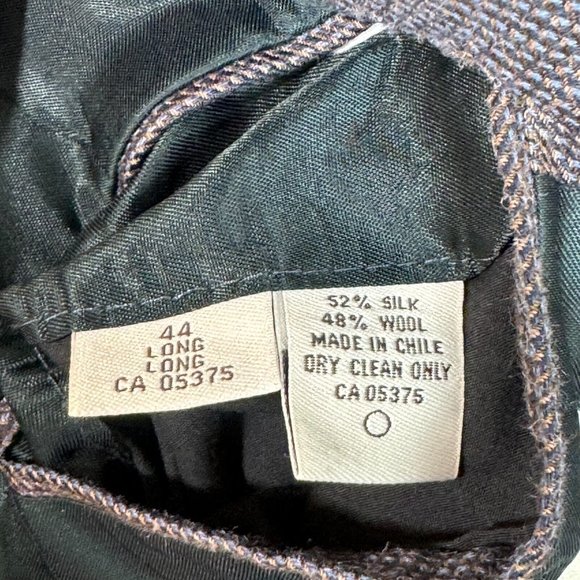 44
LONG
LONG
CA 05375
52% SILK
48% WOOL
MADE IN CHILE
DRY CLEAN ONLY
CA 05375